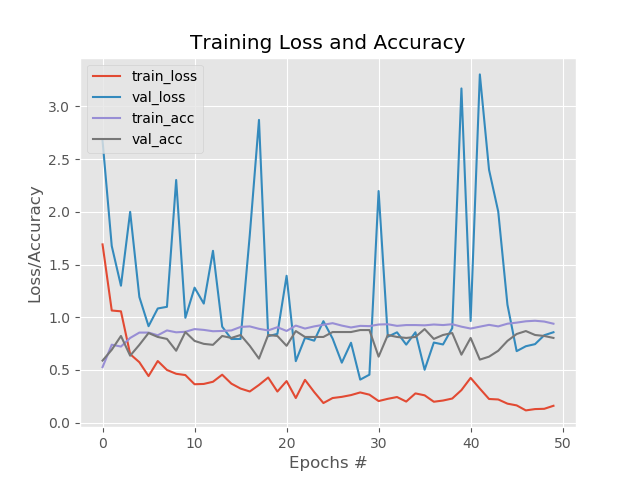 Training Loss and Accuracy
train_loss
val_loss
train_acc
val_acc
3.0
2.5
2.0
1.5
1.0
0.5
0.0
Loss/Accuracy
0 10 20 30 40 50
Epochs #